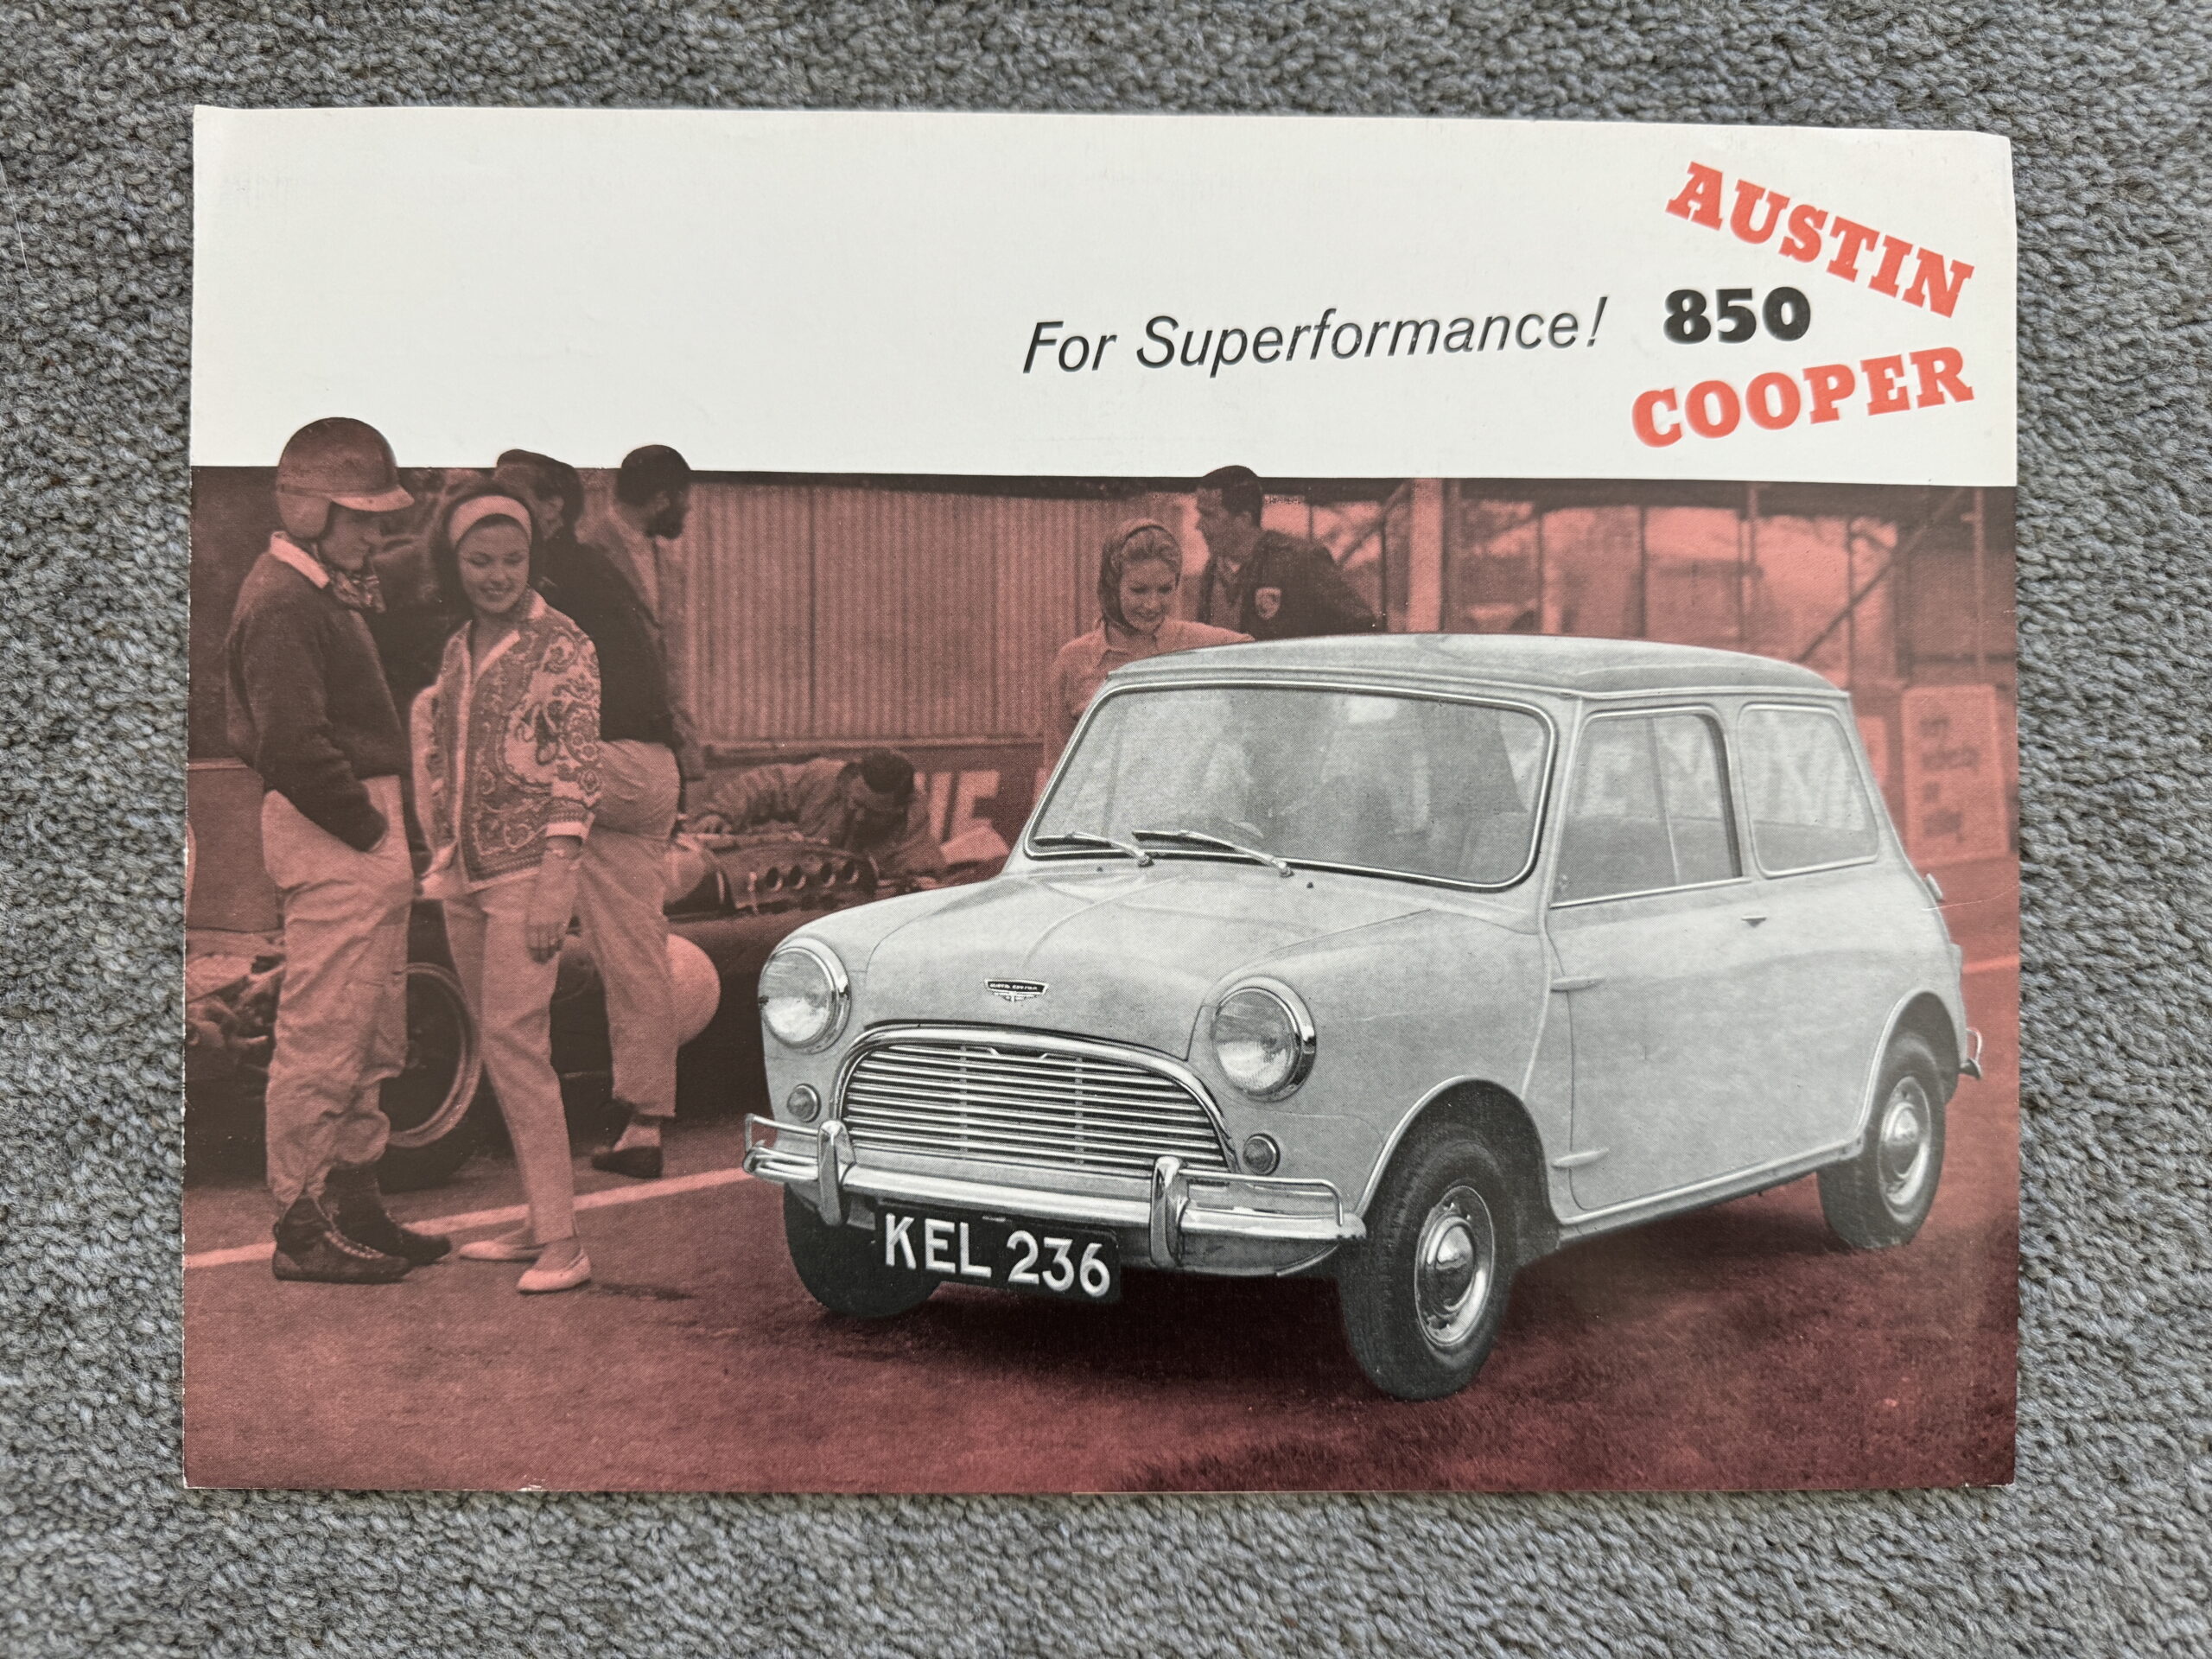 AUSTIN
For Superformance! 850
COOPER
KEL 236